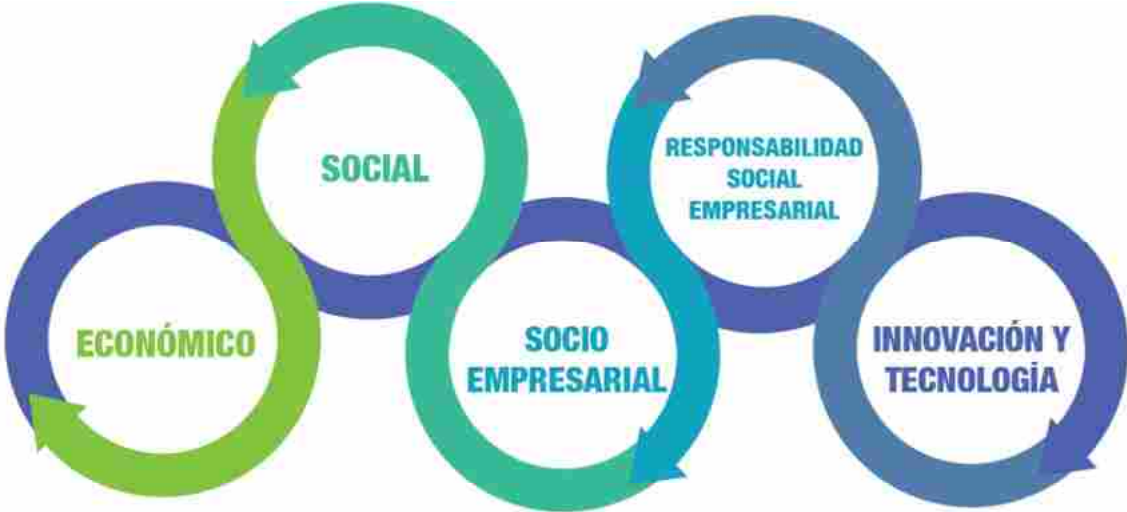 ECONÓMICO
SOCIAL
SOCIO
EMPRESARIAL
RESPONSABILIDAD
SOCIAL
EMPRESARIAL
INNOVACIÓN Y
TECNOLOGÍA